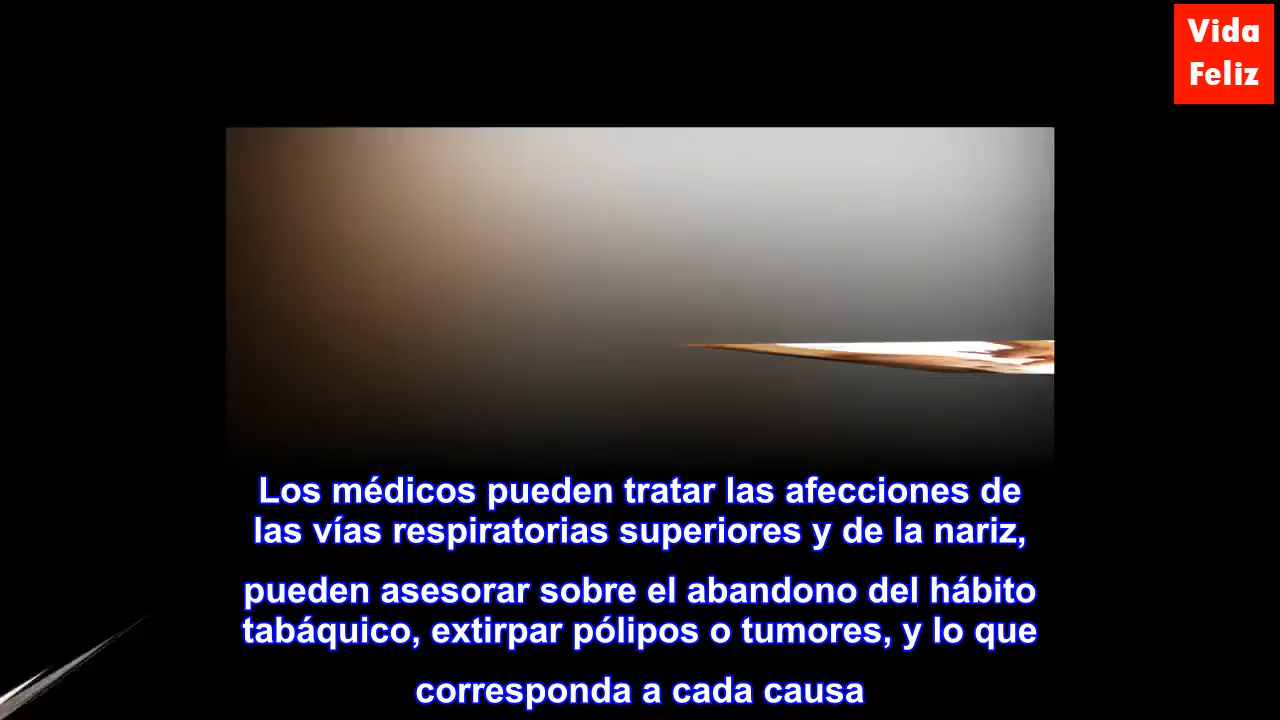 Vida
Feliz
Los médicos pueden tratar las afecciones de
las vías respiratorias superiores y de la nariz,
pueden asesorar sobre el abandono del hábito
tabáquico, extirpar pólipos o tumores, y lo que
corresponda a cada causa